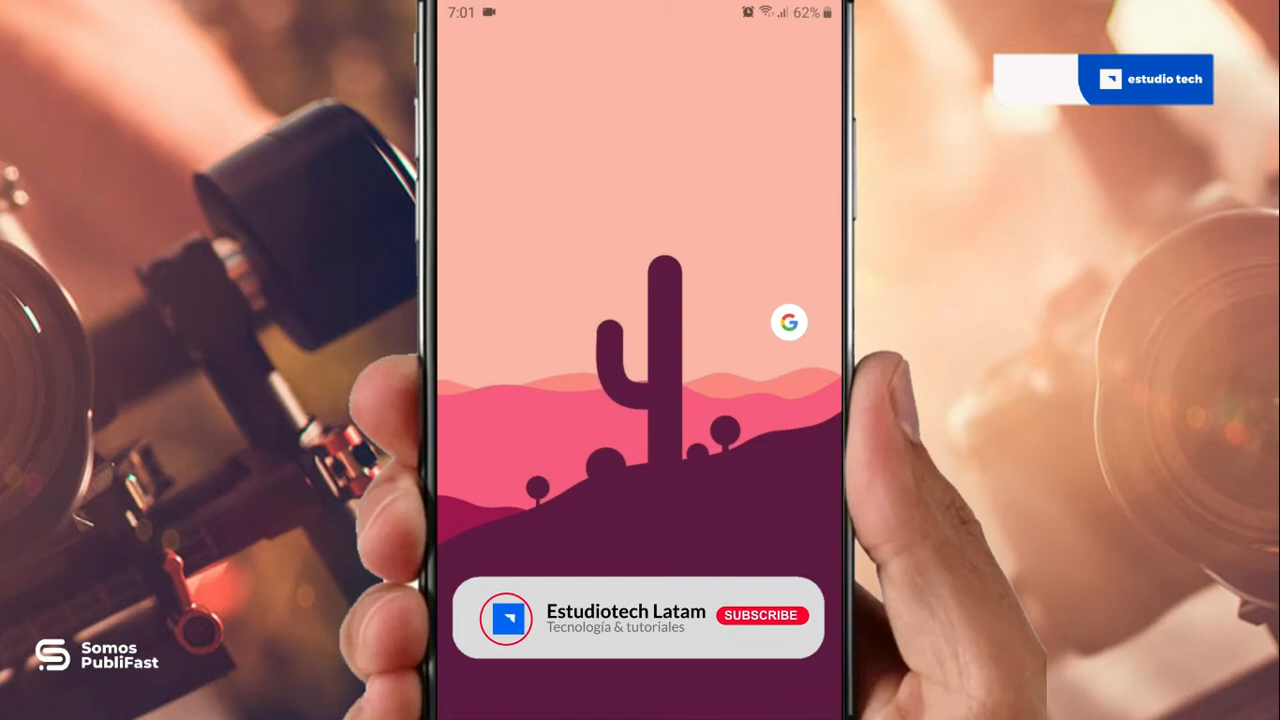 7:01
62%
estudio tech
Estudiotech Latam
Tecnología & tutoriales
SUBSCRIBE
Somos
PubliFast